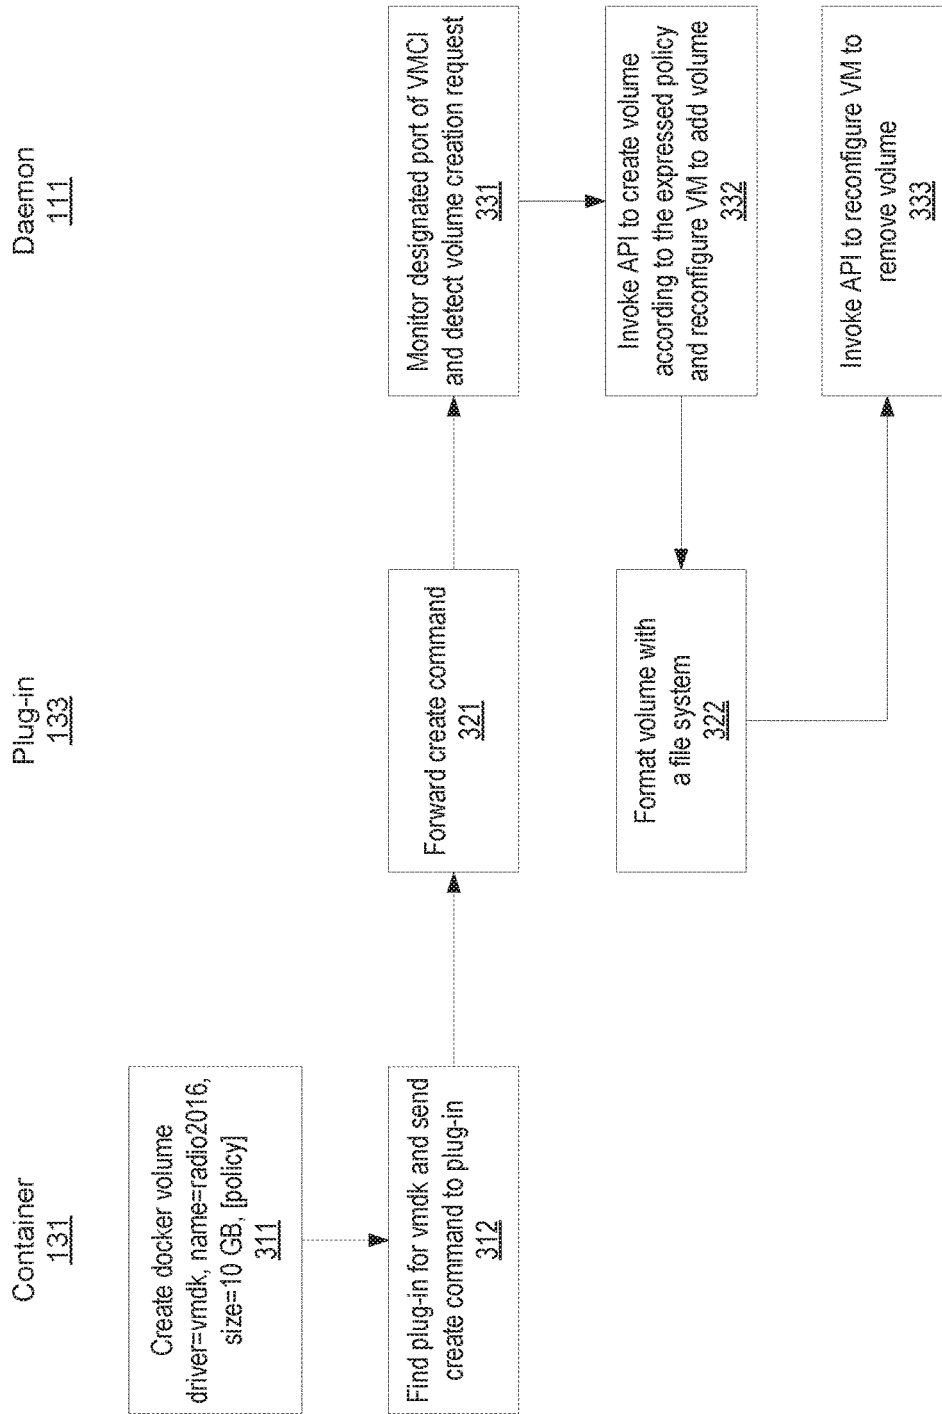 Container
131
Plug-in
133
Daemon
111
Create docker volume
driver=vmdk, name=radio2016,
size=10 GB, [policy]
311
Find plug-in for vmdk and send
create command to plug-in
312
Forward create command
321
Monitor designated port of VMCI
and detect volume creation request
331
Invoke API to create volume
according to the expressed policy
and reconfigure VM to add volume
332
Format volume with
a file system
322
Invoke API to reconfigure VM to
remove volume
333